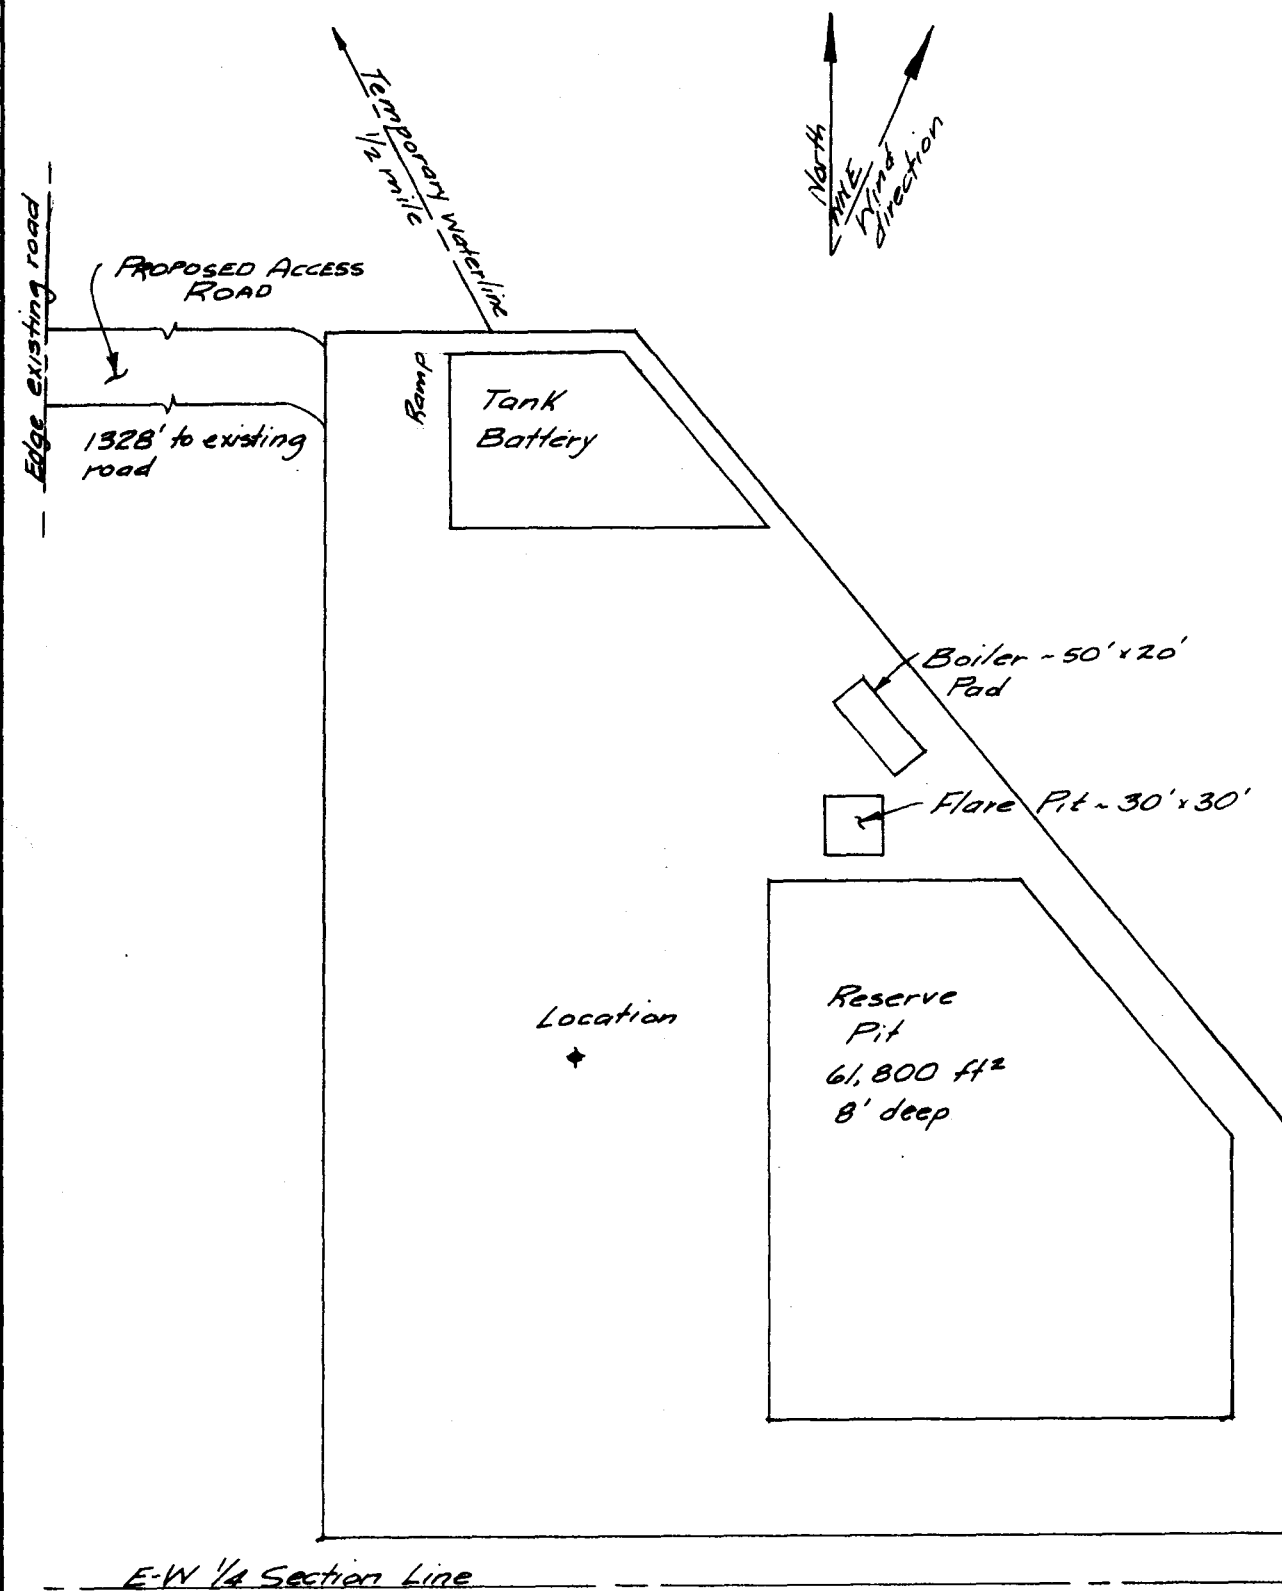 Temporary waterline
1/2 mile
North
NNE
Wind
direction
Edge existing road
PROPOSED ACCESS
ROAD
1328' to existing
road
Ramp
Tank
Battery
Boiler ~ 50' x 20'
Pad
Flare Pit ~ 30' x 30'
Reserve
Pit
61,800 ft²
8' deep
Location
E-W 1/4 Section Line